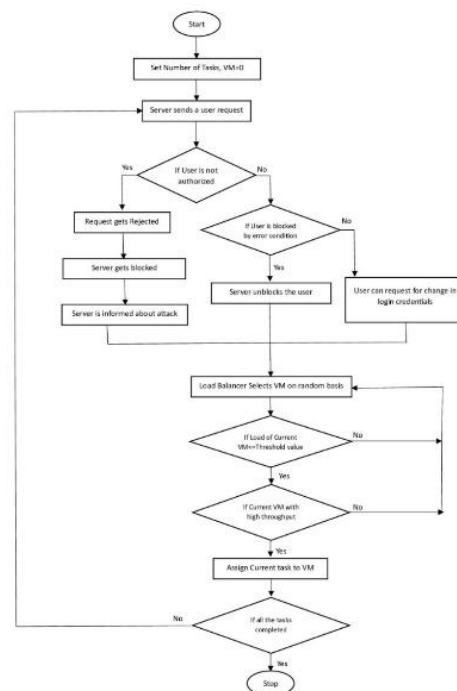 Start
Set Number of Tasks, VM=0
Server sends a user request
If User is not
authorized
Yes
No
Request gets Rejected
If User is blocked
by error condition
No
Server gets blocked
Yes
Server unblocks the user
User can request for change in
login credentials
Server is informed about attack
Load Balancer Selects VM on random basis
If Load of Current
VM<=Threshold value
No
Yes
If Current VM with
high throughput
No
Yes
Assign Current task to VM
If all the tasks
completed
No
Yes
Stop